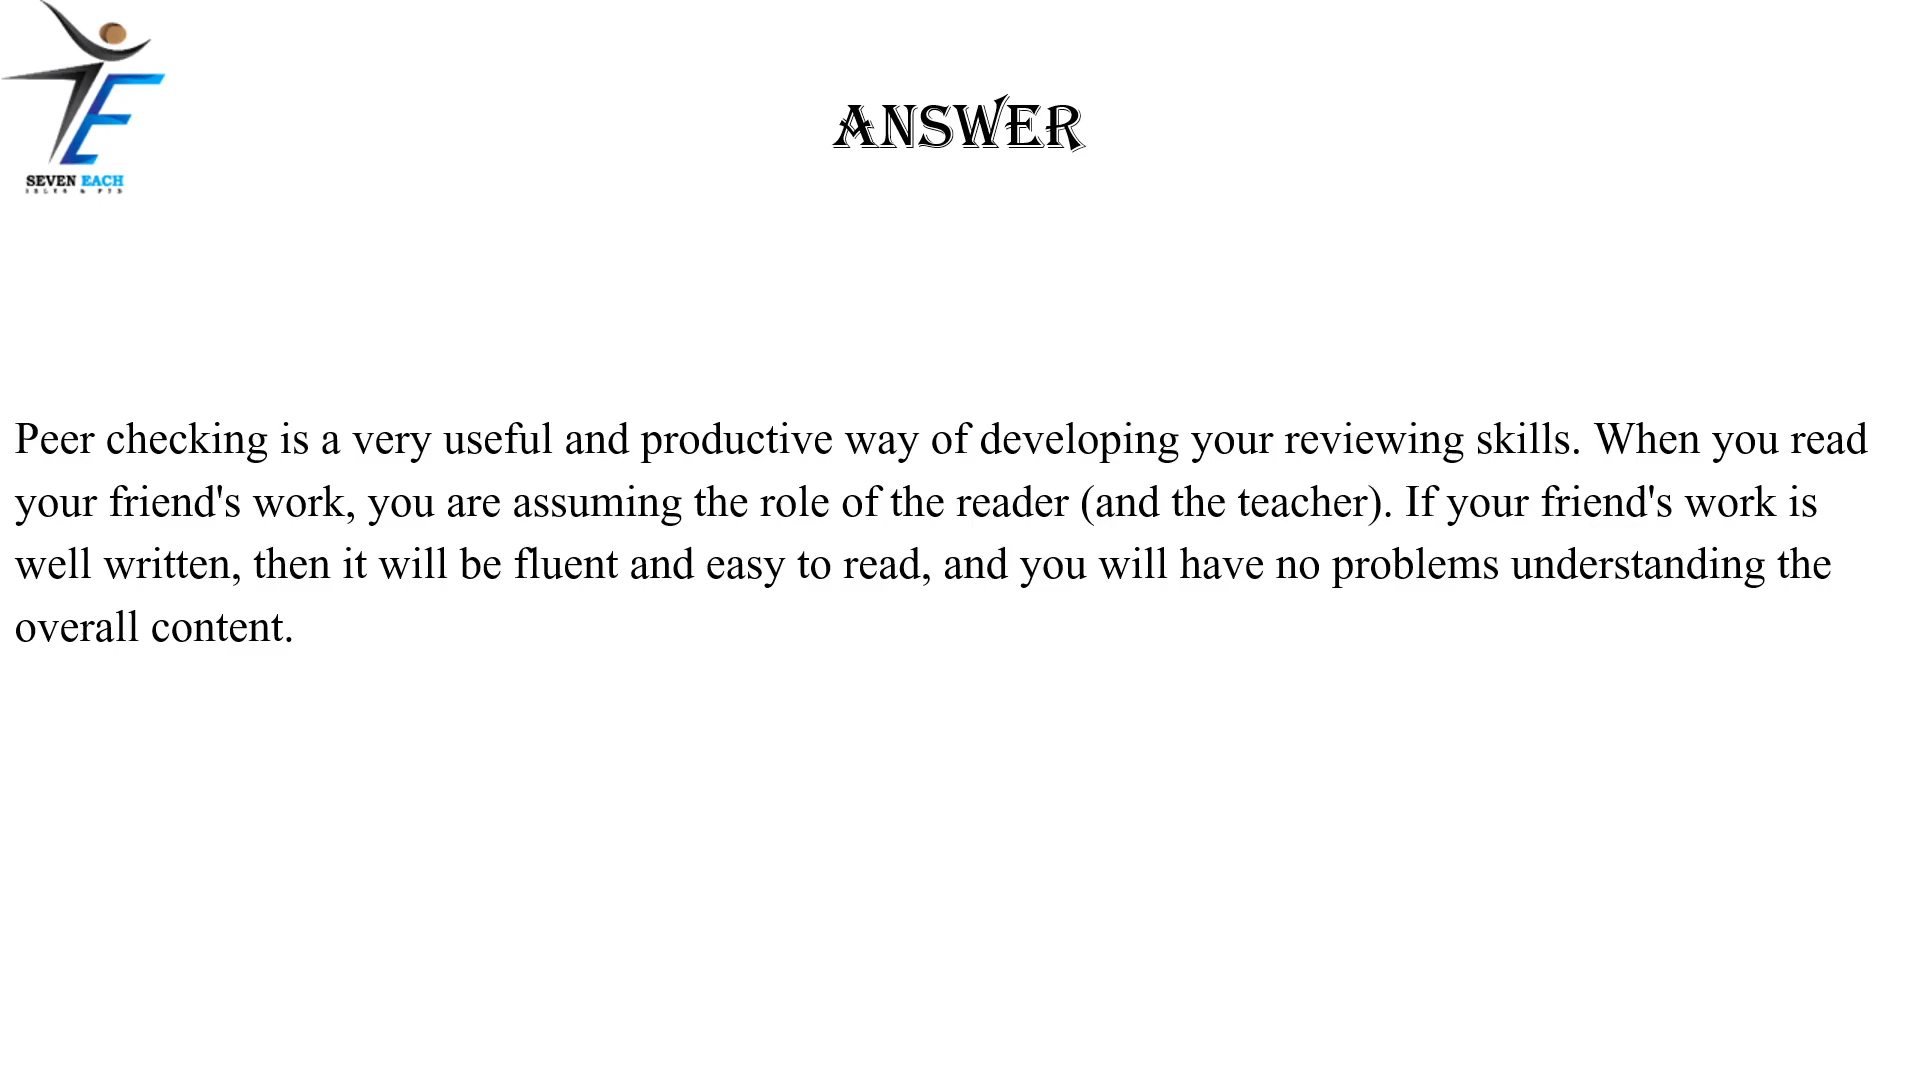 SEVEN EACH
IELTS & PTE
ANSWER
Peer checking is a very useful and productive way of developing your reviewing skills. When you read
your friend's work, you are assuming the role of the reader (and the teacher). If your friend's work is
well written, then it will be fluent and easy to read, and you will have no problems understanding the
overall content.